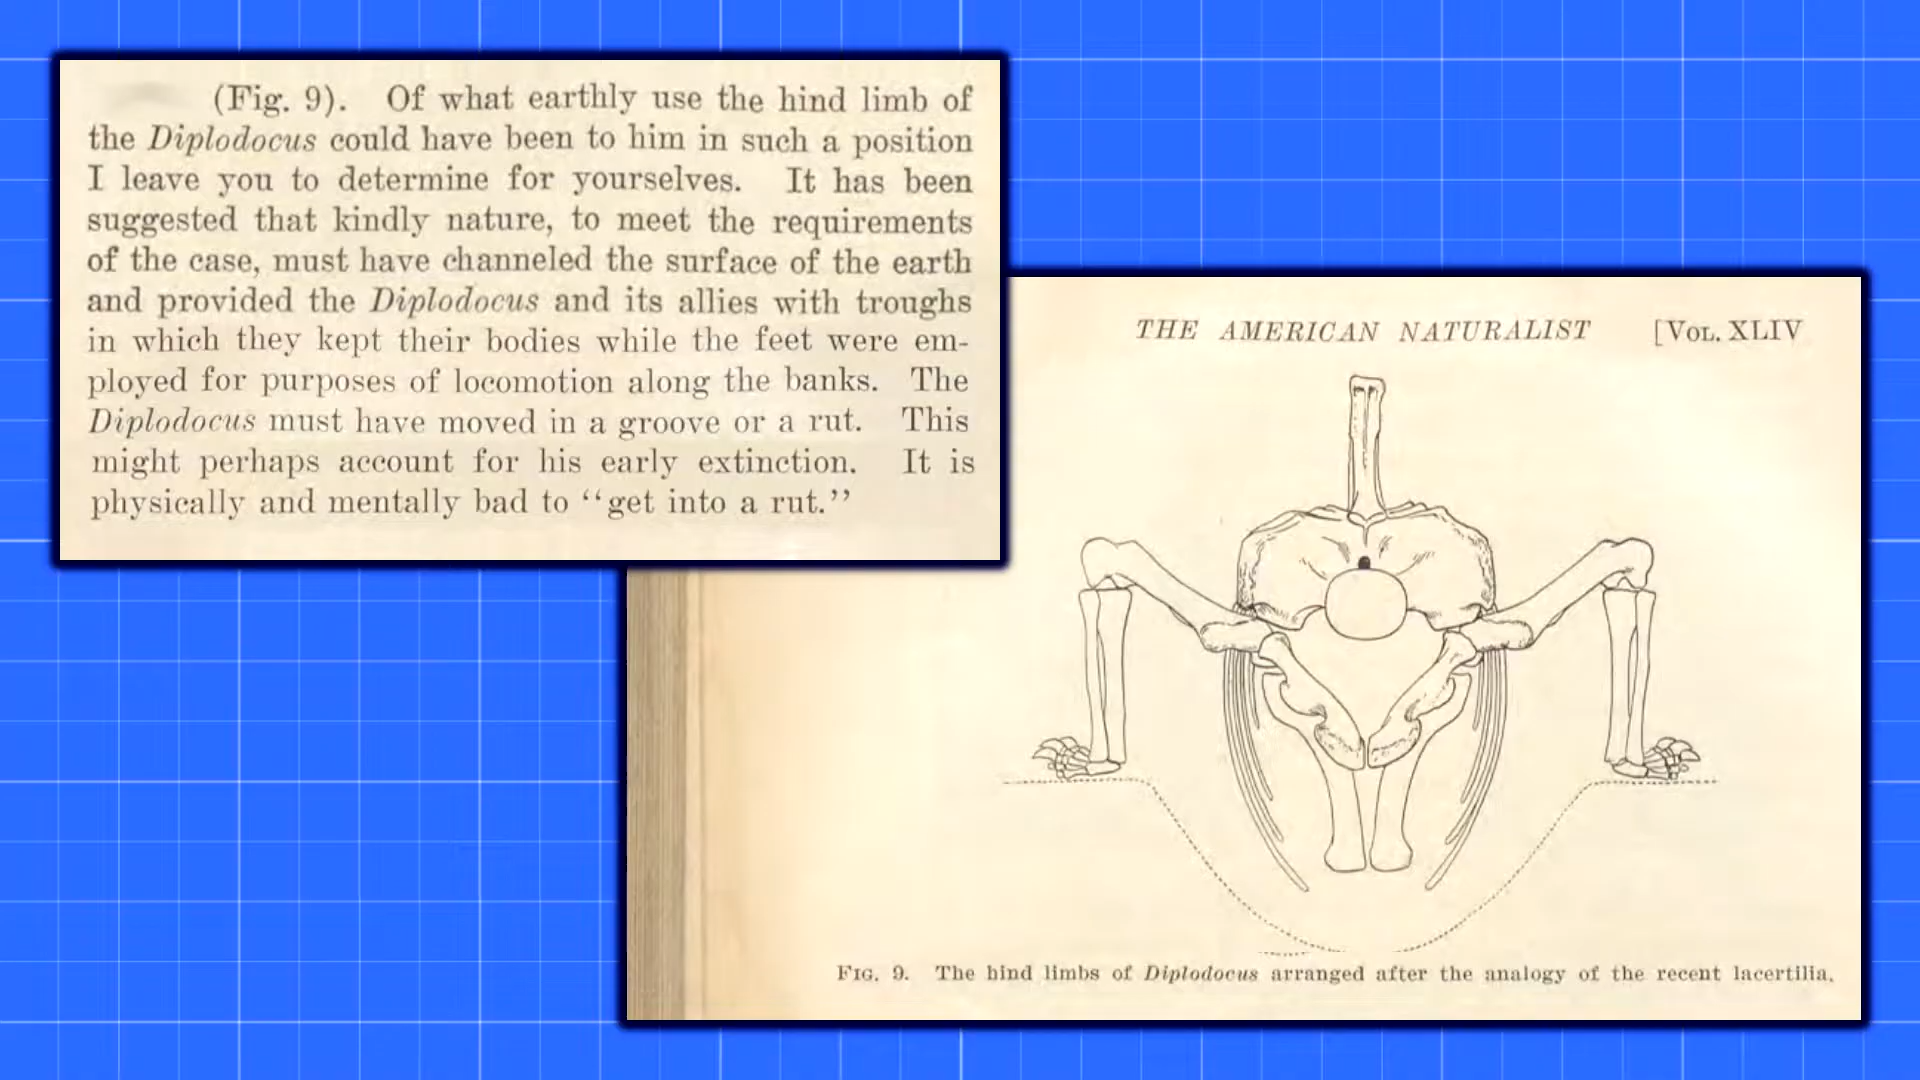 (Fig. 9). Of what earthly use the hind limb of
the Diplodocus could have been to him in such a position
I leave you to determine for yourselves. It has been
suggested that kindly nature, to meet the requirements
of the case, must have channeled the surface of the earth
and provided the Diplodocus and its allies with troughs
in which they kept their bodies while the feet were em-
ployed for purposes of locomotion along the banks. The
Diplodocus must have moved in a groove or a rut. This
might perhaps account for his early extinction. It is
physically and mentally bad to “get into a rut.”
THE AMERICAN NATURALIST [VOL. XLIV
FIG. 9. The hind limbs of Diplodocus arranged after the analogy of the recent lacertilia.